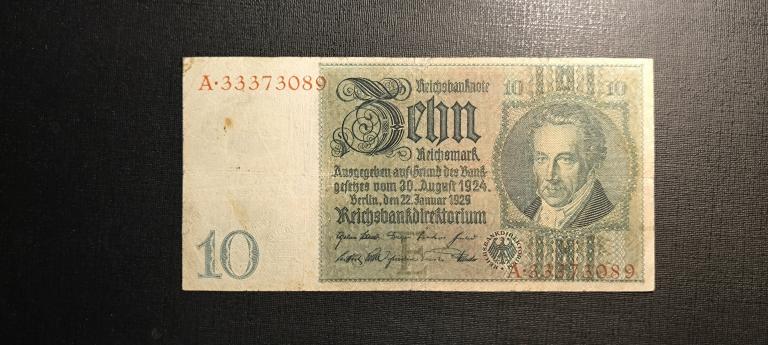 A·33373089
Reichsbanknote
10 10
Zehn
Reichsmark
Ausgegeben auf Grund des Bank-
gesetzes vom 30. August 1924.
Berlin, den 22. Januar 1929
Reichsbankdirektorium
10
A·33373089